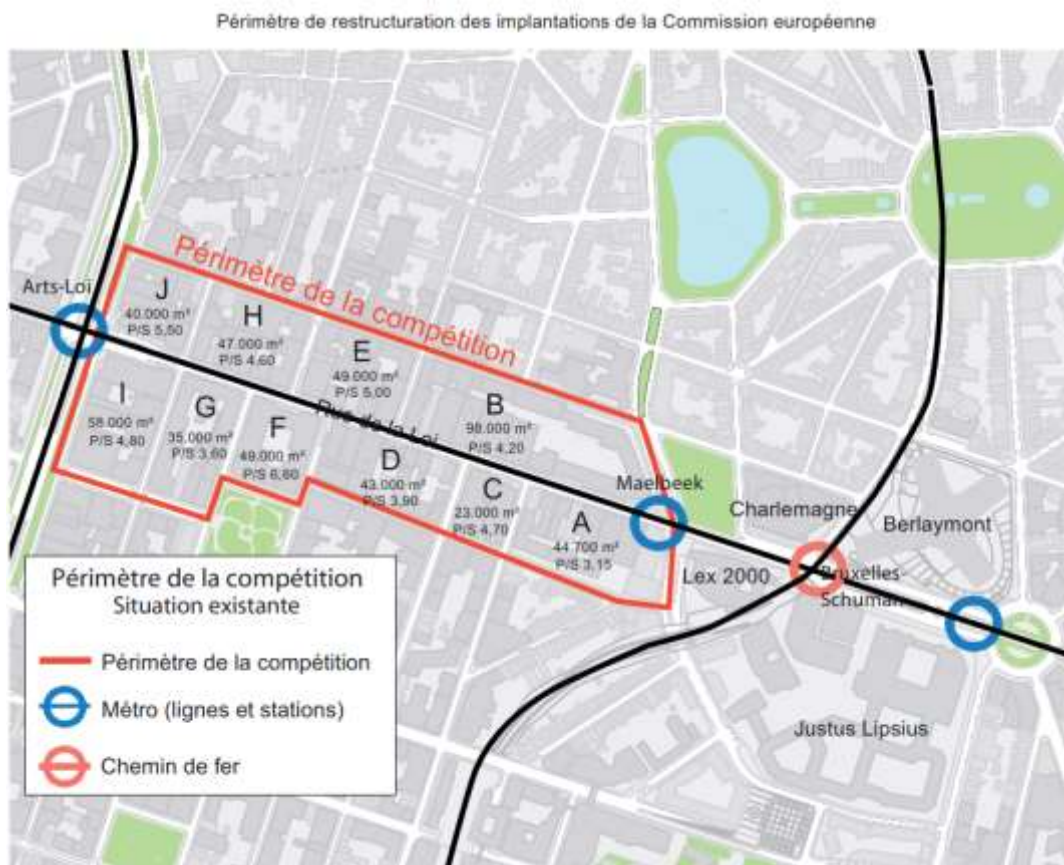 Périmètre de restructuration des implantations de la Commission européenne
Périmètre de la compétition
Arts-Loi
J
40.000 m²
P/S 5,50
H
47.000 m²
P/S 4,60
E
49.000 m²
P/S 5,00
B
98.000 m²
P/S 4,20
Rue de la Loi
I
58.000 m²
P/S 4,80
G
35.000 m²
P/S 3,60
F
49.000 m²
P/S 6,80
D
43.000 m²
P/S 3,90
C
23.000 m²
P/S 4,70
A
44.700 m²
P/S 3,15
Maelbeek
Charlemagne
Berlaymont
Lex 2000
Bruxelles-
Schuman
Justus Lipsius
Périmètre de la compétition
Situation existante
Périmètre de la compétition
Métro (lignes et stations)
Chemin de fer